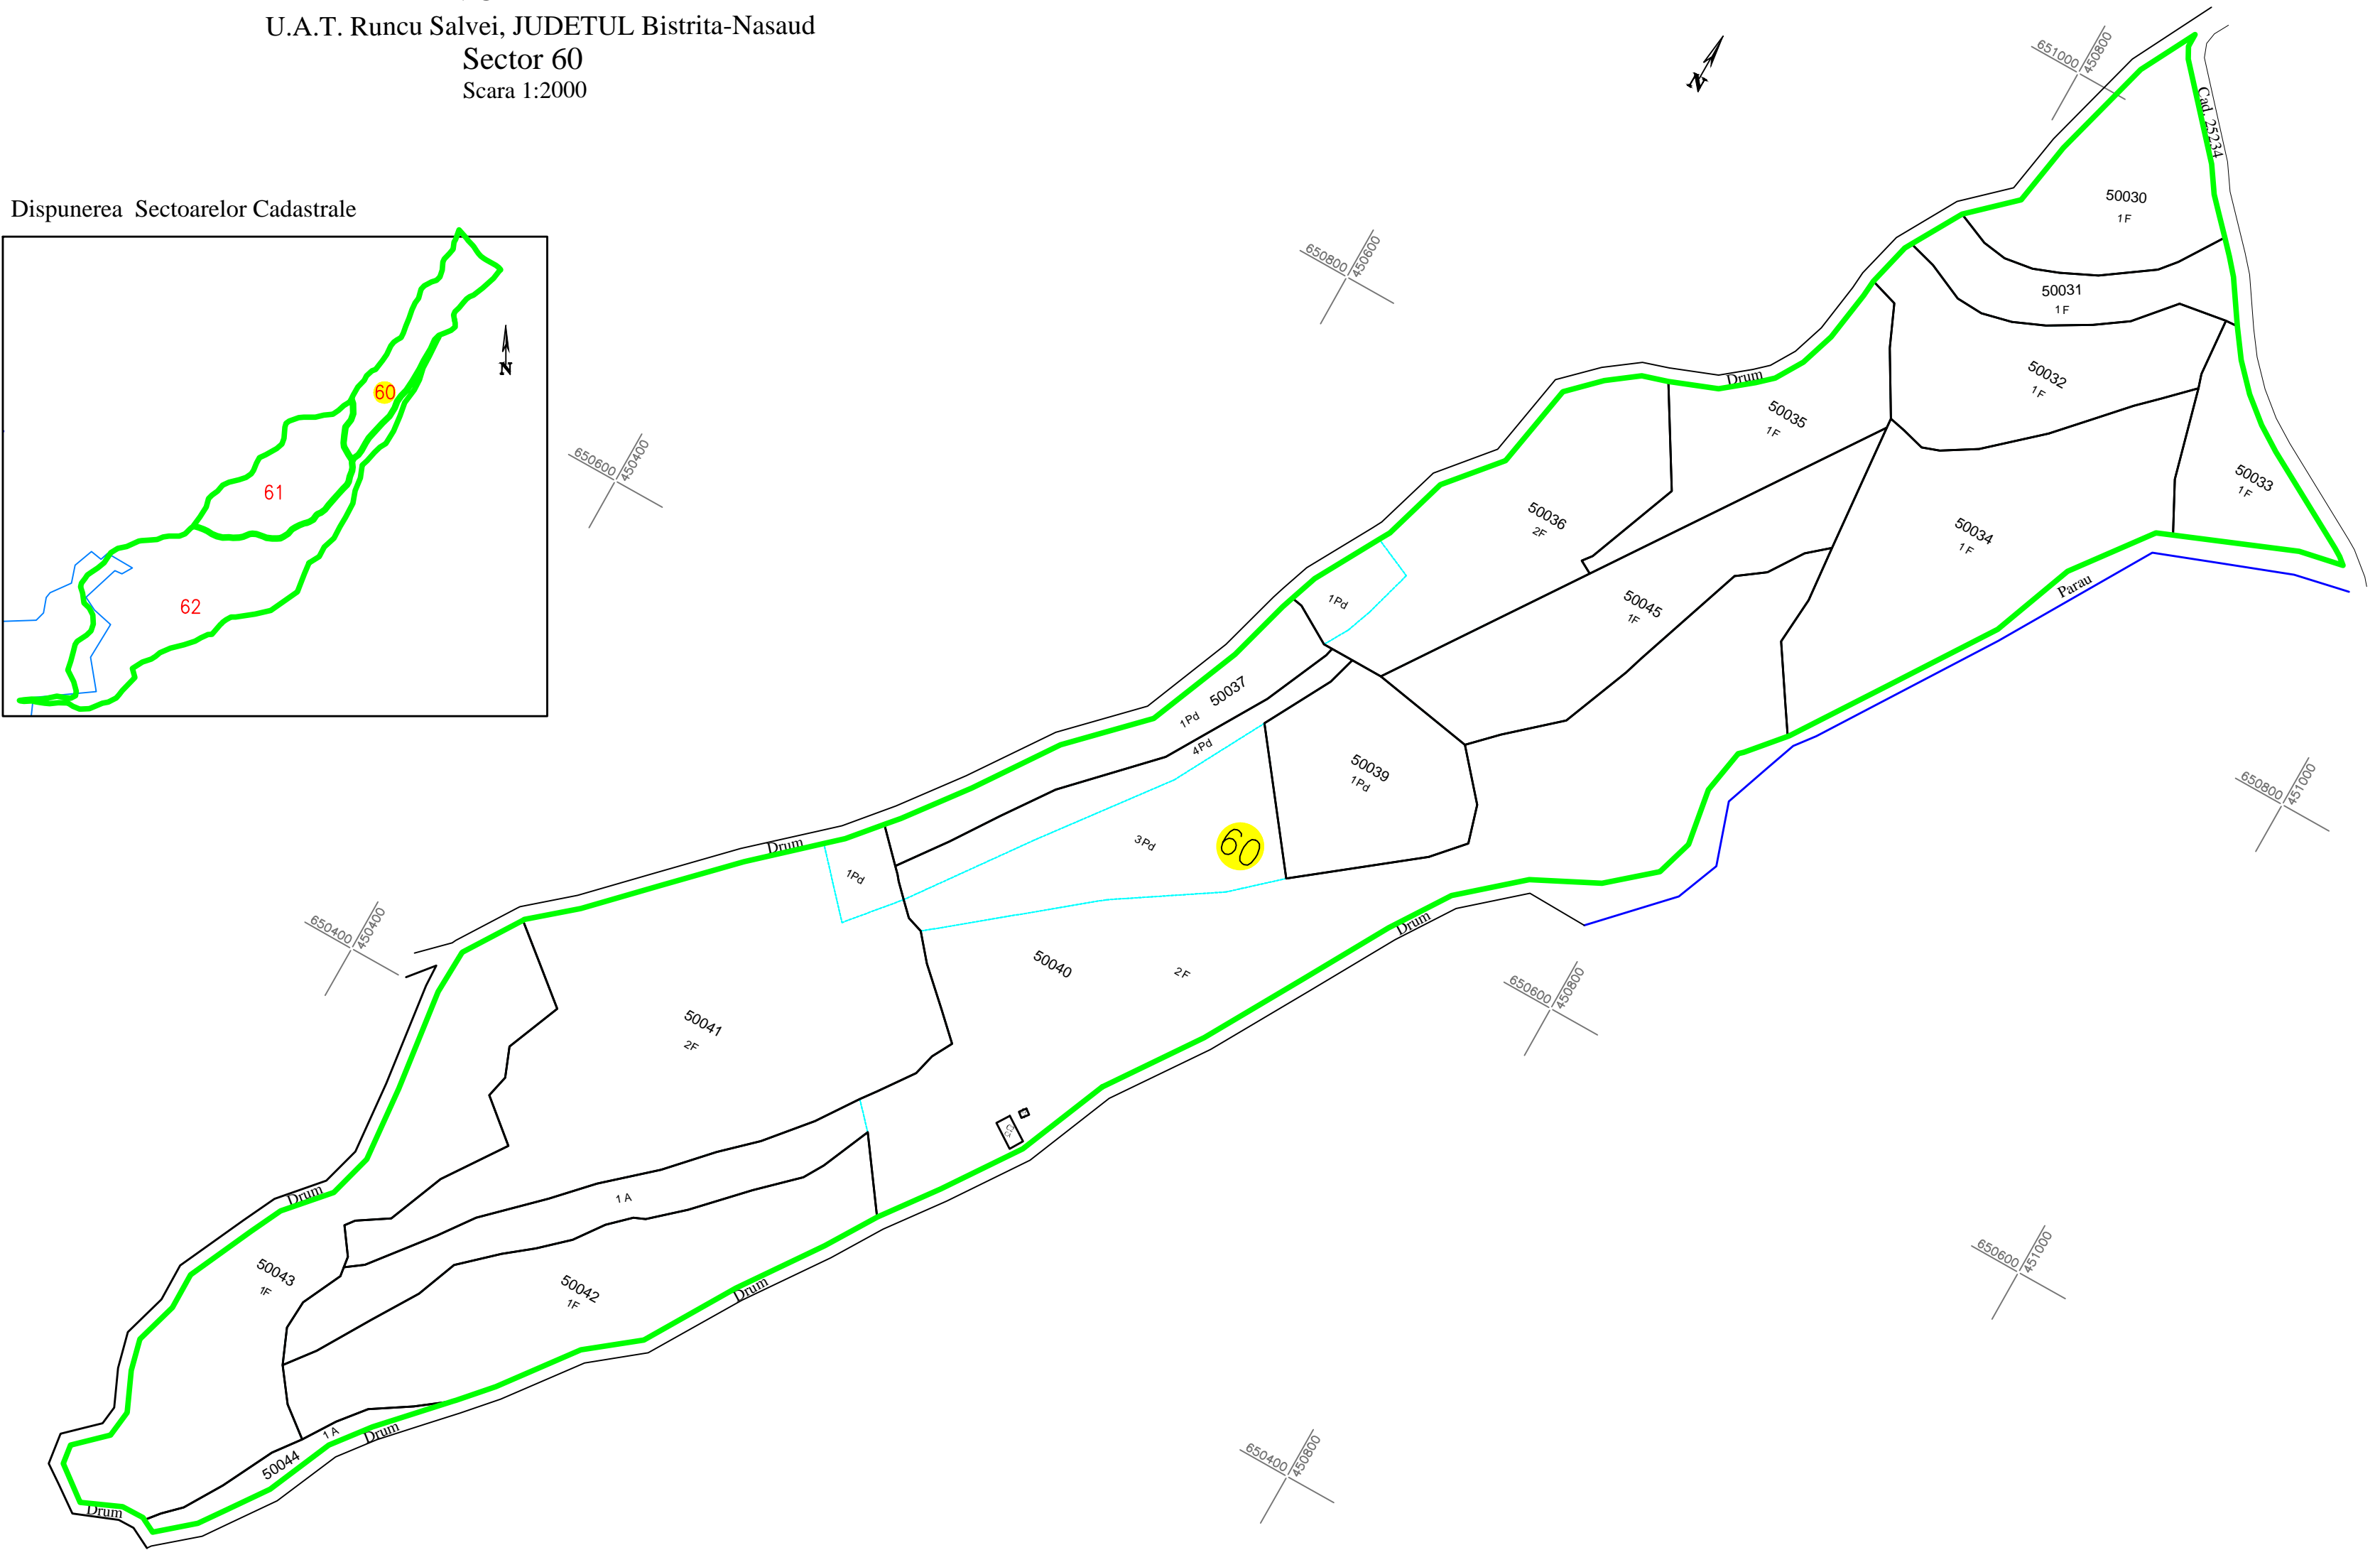 U.A.T. Runcu Salvei, JUDETUL Bistrita-Nasaud
Sector 60
Scara 1:2000
N
651000
450800
Cad. 25234
Dispunerea  Sectoarelor Cadastrale
60
61
62
N
650800
450600
650600
450400
50030
1F
50031
1F
50032
1F
50033
1F
50034
1F
Drum
50035
1F
50036
2F
1Pd
50045
1F
Parau
50037
1Pd
4Pd
50039
1Pd
3Pd
60
650800
451000
Drum
1Pd
650400
450400
Drum
50040
2F
650600
450800
50041
2F
1A
Drum
50043
1F
50042
1F
Drum
650600
451000
1A
Drum
50044
Drum
650400
450800